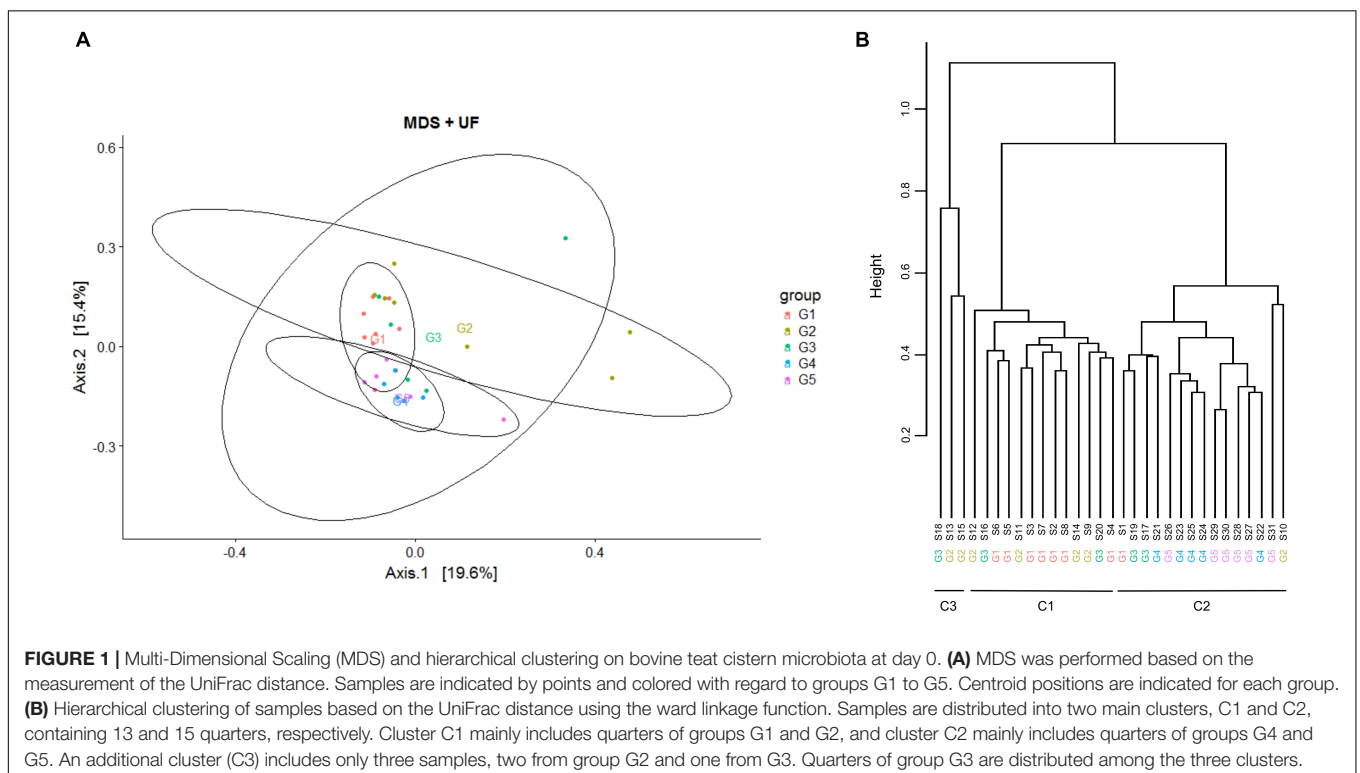 A
MDS + UF
0.6
0.3
0.0
-0.3
-0.4
0.0
0.4
Axis.2 [15.4%]
Axis.1 [19.6%]
G1
G2
G3
G4
group
G1
G2
G3
G4
G5
B
Height
1.0
0.8
0.6
0.4
0.2
S18 S13 S15 S12 S16 S6 S5 S11 S3 S7 S2 S8 S14 S9 S20 S4 S1 S19 S17 S21 S26 S23 S25 S24 S29 S30 S28 S27 S22 S31 S10
G3 G2 G2 G2 G3 G1 G1 G2 G1 G1 G1 G1 G2 G2 G3 G1 G1 G3 G3 G4 G5 G4 G4 G4 G5 G5 G5 G5 G4 G5 G2
C3 C1 C2
FIGURE 1 | Multi-Dimensional Scaling (MDS) and hierarchical clustering on bovine teat cistern microbiota at day 0. (A) MDS was performed based on the
measurement of the UniFrac distance. Samples are indicated by points and colored with regard to groups G1 to G5. Centroid positions are indicated for each group.
(B) Hierarchical clustering of samples based on the UniFrac distance using the ward linkage function. Samples are distributed into two main clusters, C1 and C2,
containing 13 and 15 quarters, respectively. Cluster C1 mainly includes quarters of groups G1 and G2, and cluster C2 mainly includes quarters of groups G4 and
G5. An additional cluster (C3) includes only three samples, two from group G2 and one from G3. Quarters of group G3 are distributed among the three clusters.